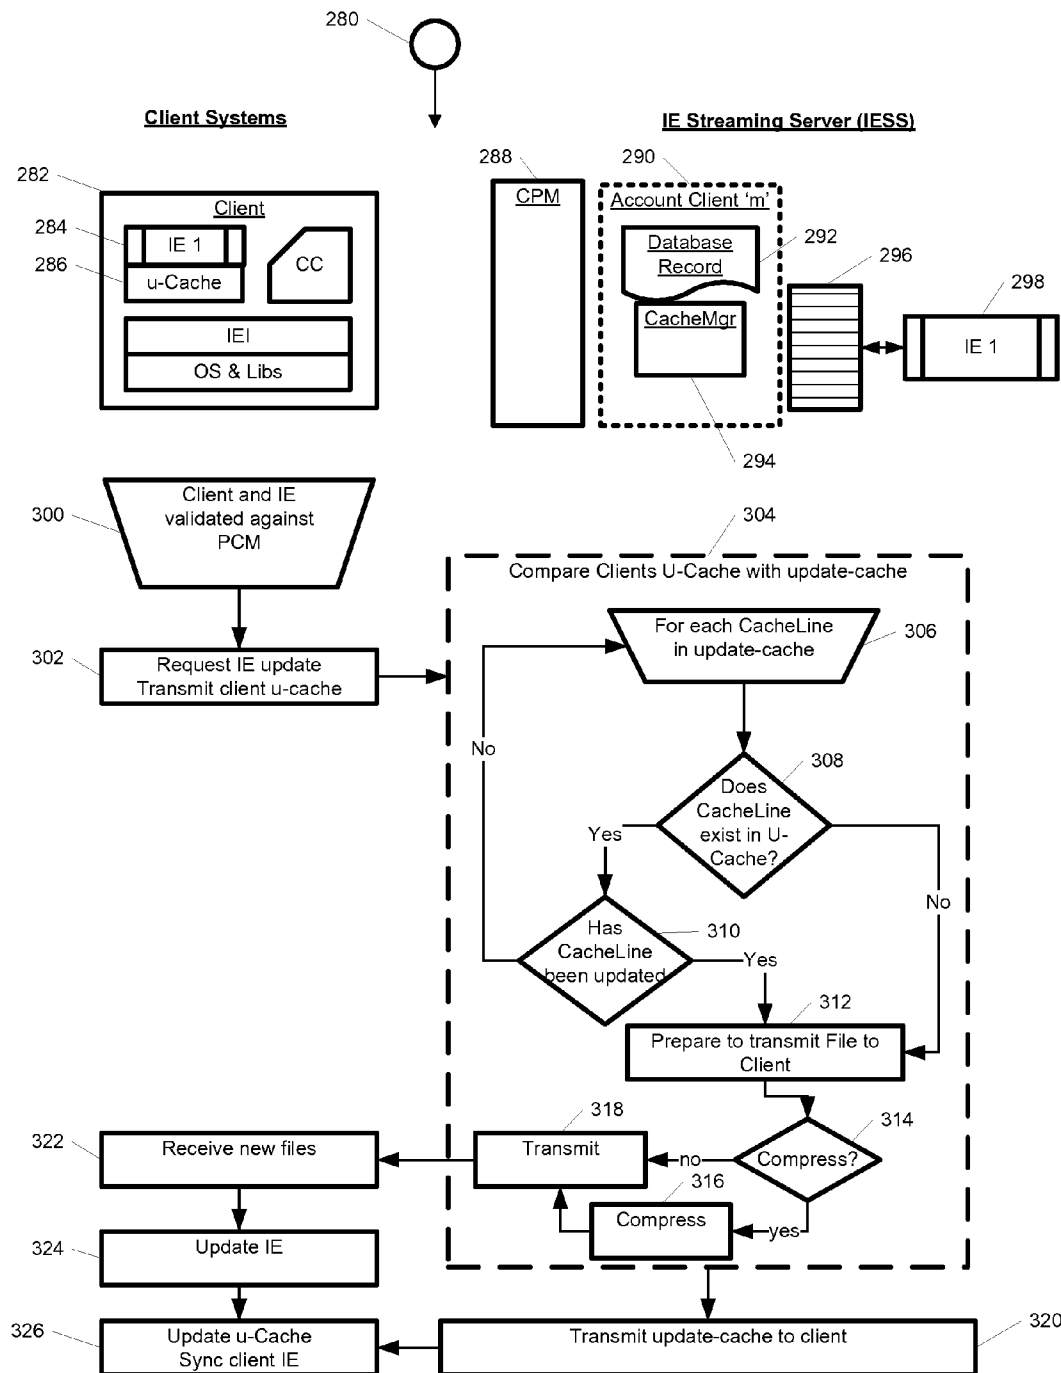 280
Client Systems
IE Streaming Server (IESS)
282
Client
284
IE 1
286
u-Cache
CC
IEI
OS & Libs
288
CPM
290
Account Client 'm'
Database
Record
292
CacheMgr
294
296
298
IE 1
300
Client and IE
validated against
PCM
302
Request IE update
Transmit client u-cache
304
Compare Clients U-Cache with update-cache
For each CacheLine
in update-cache
306
No
308
Does
CacheLine
exist in U-
Cache?
Yes
No
Has
CacheLine
been updated
310
Yes
312
Prepare to transmit File to
Client
318
314
322
Receive new files
Transmit
no
Compress?
316
Compress
yes
324
Update IE
326
Update u-Cache
Sync client IE
Transmit update-cache to client
320